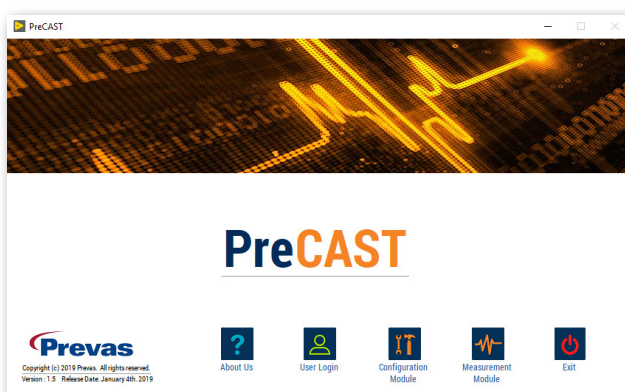 PreCAST
PreCAST
Prevas
Copyright (c) 2019 Prevas. All rights reserved.
Version : 1.5 Release Date: January 4th. 2019
?
About Us
User Login
Configuration
Module
Measurement
Module
Exit